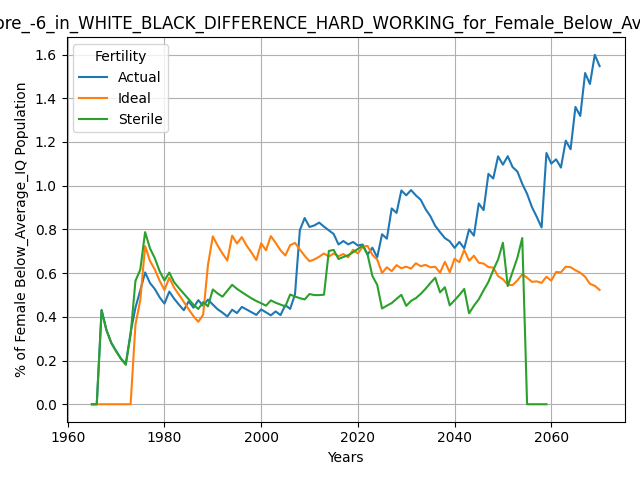 ore_-6_in_WHITE_BLACK_DIFFERENCE_HARD_WORKING_for_Female_Below_Av
Fertility
Actual
Ideal
Sterile
% of Female Below_Average_IQ Population
1.6
1.4
1.2
1.0
0.8
0.6
0.4
0.2
0.0
1960 1980 2000 2020 2040 2060
Years